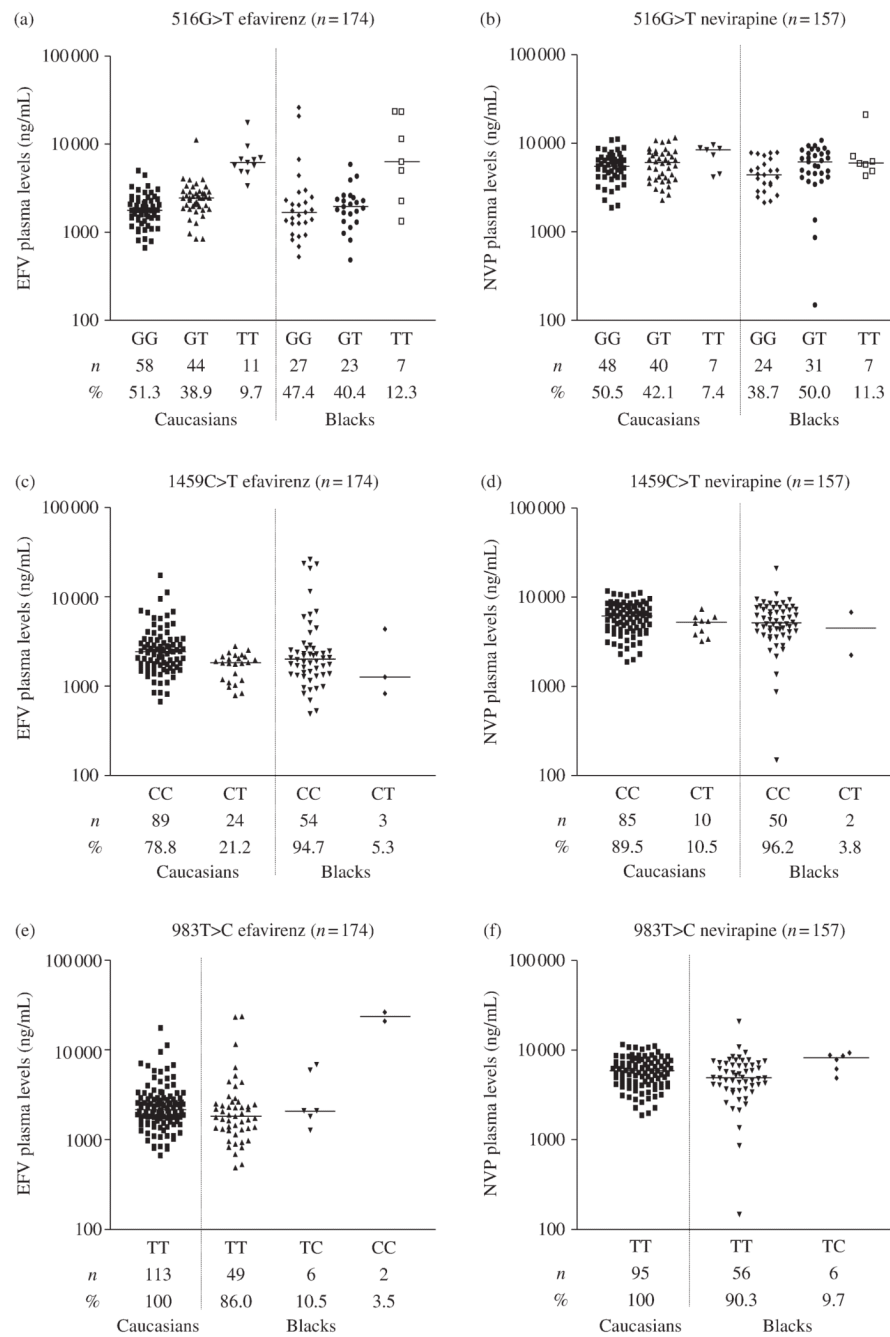 (a) 516G>T efavirenz (n=174)
EFV plasma levels (ng/mL)
100 000
10 000
1000
100
GG GT TT GG GT TT
n 58 44 11 27 23 7
% 51.3 38.9 9.7 47.4 40.4 12.3
Caucasians Blacks
(b) 516G>T nevirapine (n=157)
NVP plasma levels (ng/mL)
100 000
10 000
1000
100
GG GT TT GG GT TT
n 48 40 7 24 31 7
% 50.5 42.1 7.4 38.7 50.0 11.3
Caucasians Blacks
(c) 1459C>T efavirenz (n=174)
EFV plasma levels (ng/mL)
100 000
10 000
1000
100
CC CT CC CT
n 89 24 54 3
% 78.8 21.2 94.7 5.3
Caucasians Blacks
(d) 1459C>T nevirapine (n=157)
NVP plasma levels (ng/mL)
100 000
10 000
1000
100
CC CT CC CT
n 85 10 50 2
% 89.5 10.5 96.2 3.8
Caucasians Blacks
(e) 983T>C efavirenz (n=174)
EFV plasma levels (ng/mL)
100 000
10 000
1000
100
TT TT TC CC
n 113 49 6 2
% 100 86.0 10.5 3.5
Caucasians Blacks
(f) 983T>C nevirapine (n=157)
NVP plasma levels (ng/mL)
100 000
10 000
1000
100
TT TT TC
n 95 56 6
% 100 90.3 9.7
Caucasians Blacks